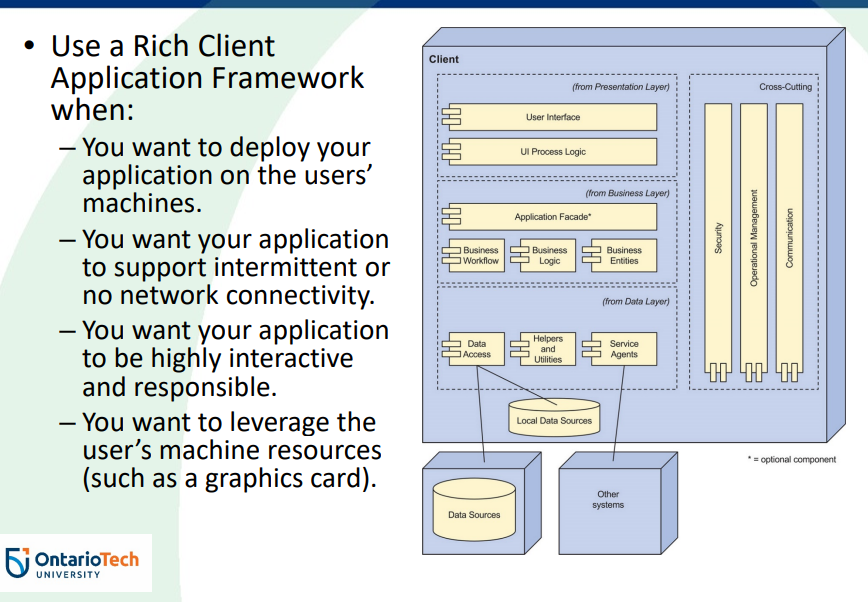 • Use a Rich Client
Application Framework
when:
– You want to deploy your
application on the users’
machines.
– You want your application
to support intermittent or
no network connectivity.
– You want your application
to be highly interactive
and responsible.
– You want to leverage the
user’s machine resources
(such as a graphics card).
OntarioTech
UNIVERSITY
Client
(from Presentation Layer)
User Interface
UI Process Logic
(from Business Layer)
Application Facade*
Business
Workflow
Business
Logic
Business
Entities
(from Data Layer)
Data
Access
Helpers
and
Utilities
Service
Agents
Local Data Sources
Cross-Cutting
Security
Operational Management
Communication
Data Sources
Other
systems
* = optional component